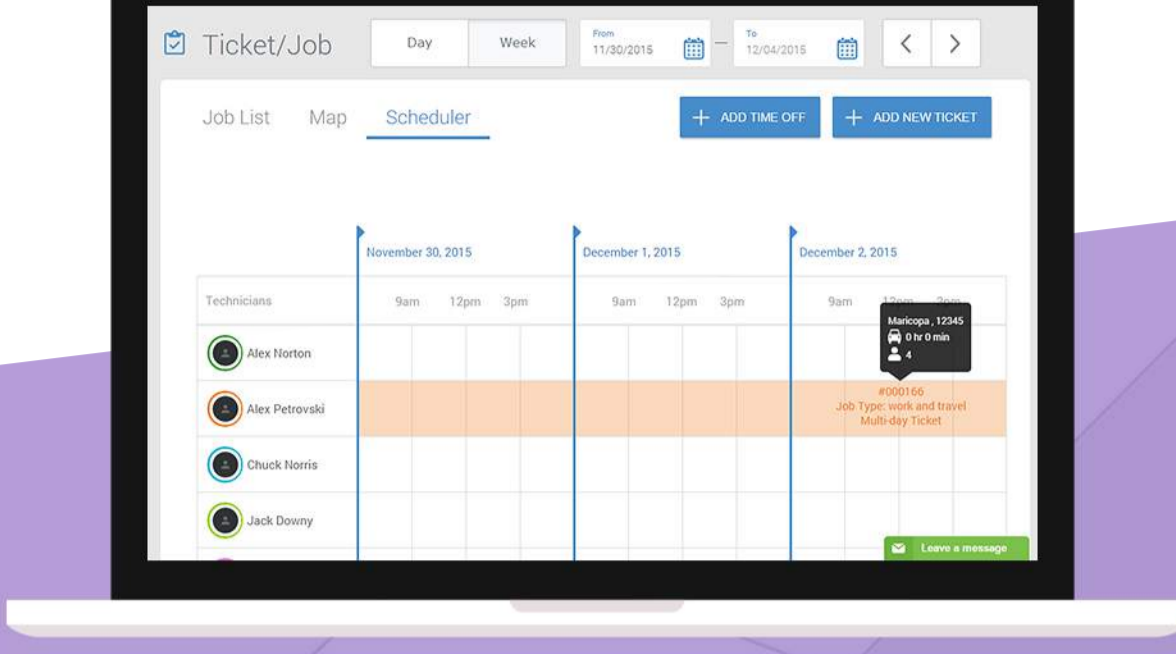 Ticket/Job
Day
Week
From
11/30/2015
—
To
12/04/2015
Job List
Map
Scheduler
+ ADD TIME OFF
+ ADD NEW TICKET
November 30, 2015
December 1, 2015
December 2, 2015
Technicians
9am 12pm 3pm
9am 12pm 3pm
9am 12pm 3pm
Maricopa , 12345
0 hr 0 min
4
Alex Norton
Alex Petrovski
#000166
Job Type: work and travel
Multi-day Ticket
Chuck Norris
Jack Downy
Leave a message